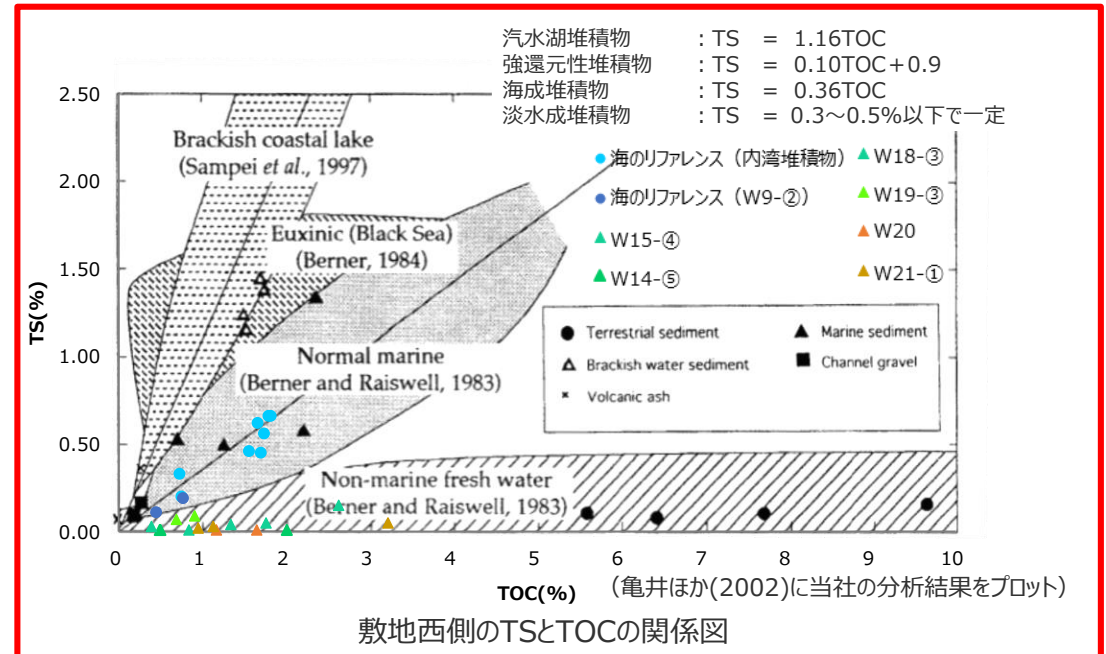 汽水湖堆積物 : TS = 1.16TOC
強還元性堆積物 : TS = 0.10TOC+0.9
海成堆積物 : TS = 0.36TOC
淡水成堆積物 : TS = 0.3~0.5%以下で一定
2.50
2.00
1.50
1.00
0.50
0.00
TS(%)
Brackish coastal lake
(Sampei et al., 1997)
Euxinic (Black Sea)
(Berner, 1984)
Normal marine
(Berner and Raiswell, 1983)
Non-marine fresh water
(Berner and Raiswell, 1983)
海のリファレンス(内湾堆積物)
海のリファレンス(W9-②)
W15-④
W14-⑤
W18-③
W19-③
W20
W21-①
Terrestrial sediment
Brackish water sediment
Volcanic ash
Marine sediment
Channel gravel
0 1 2 3 4 5 6 7 8 9 10
TOC(%) (亀井ほか(2002)に当社の分析結果をプロット)
敷地西側のTSとTOCの関係図